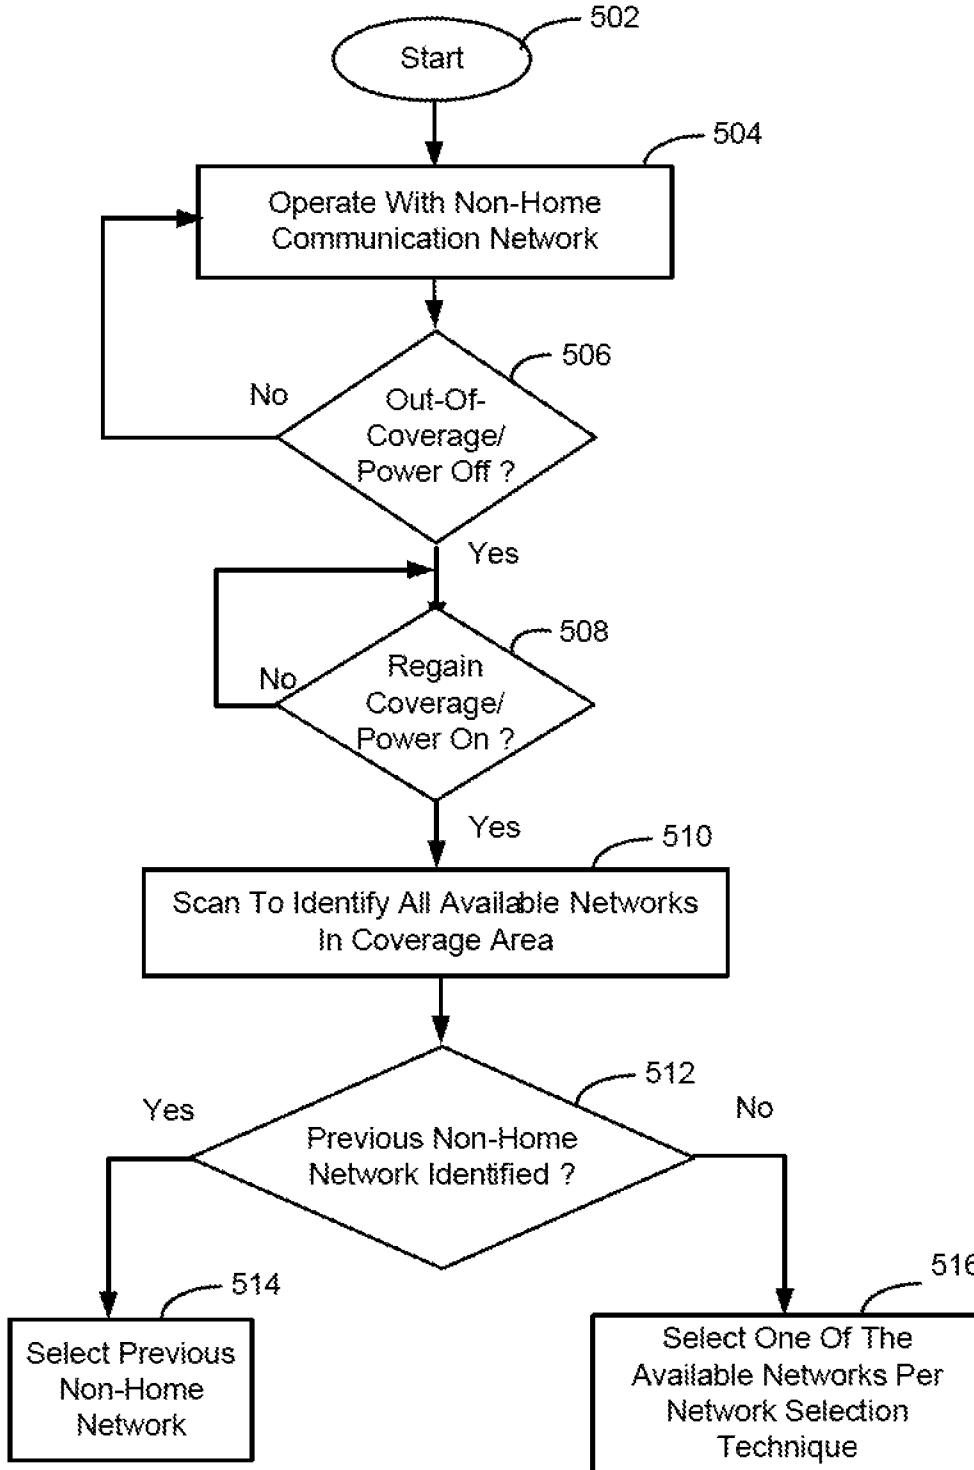 502
Start
504
Operate With Non-Home
Communication Network
506
No
Out-Of-
Coverage/
Power Off ?
Yes
508
No
Regain
Coverage/
Power On ?
Yes
510
Scan To Identify All Available Networks
In Coverage Area
512
Yes
No
Previous Non-Home
Network Identified ?
514
516
Select Previous
Non-Home
Network
Select One Of The
Available Networks Per
Network Selection
Technique